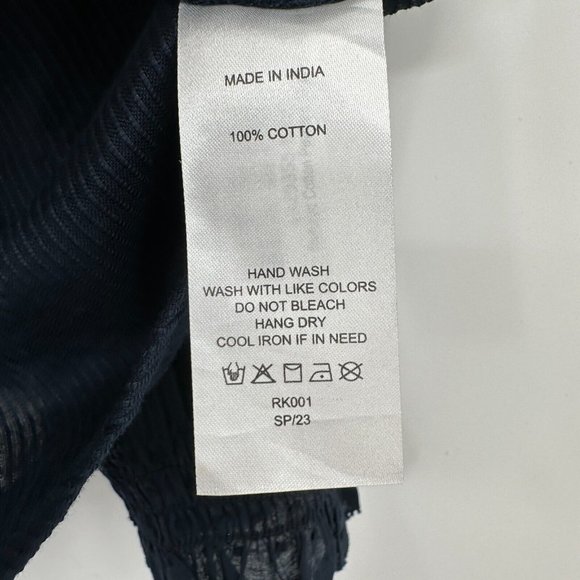 MADE IN INDIA
100% COTTON
HAND WASH
WASH WITH LIKE COLORS
DO NOT BLEACH
HANG DRY
COOL IRON IF IN NEED
RK001
SP/23